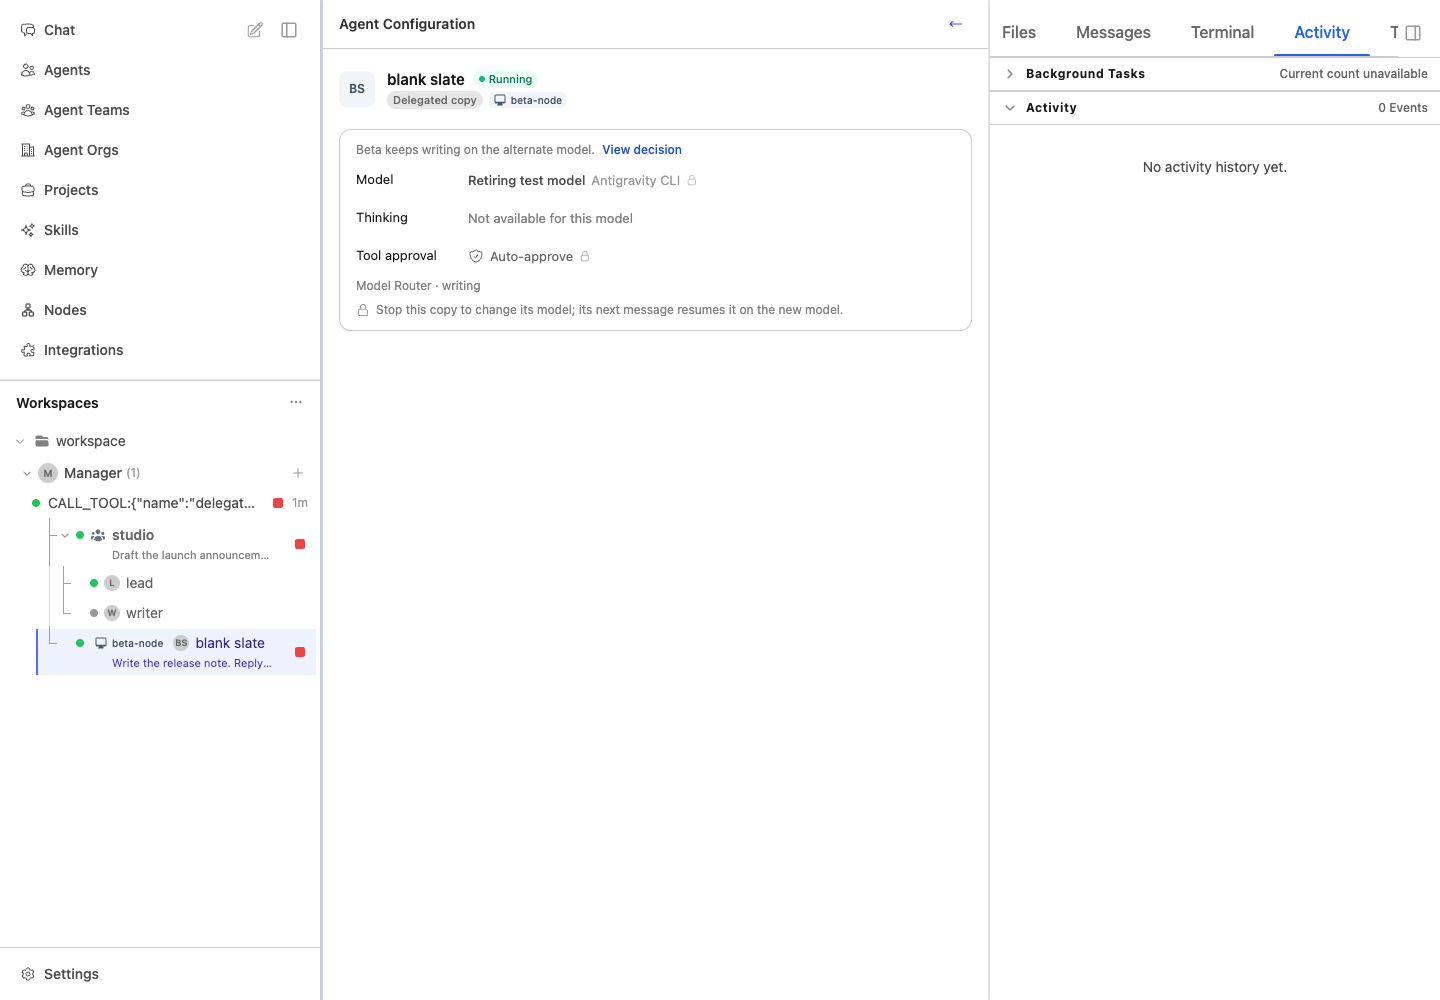 Chat
Agents
Agent Teams
Agent Orgs
Projects
Skills
Memory
Nodes
Integrations
Workspaces
workspace
M Manager (1)
CALL_TOOL:{"name":"delegat... 1m
studio
Draft the launch announcem...
L lead
W writer
beta-node BS blank slate
Write the release note. Reply...
Settings
Agent Configuration
BS
blank slate Running
Delegated copy beta-node
Beta keeps writing on the alternate model. View decision
Model Retiring test model Antigravity CLI
Thinking Not available for this model
Tool approval Auto-approve
Model Router · writing
Stop this copy to change its model; its next message resumes it on the new model.
Files Messages Terminal Activity T
Background Tasks Current count unavailable
Activity 0 Events
No activity history yet.